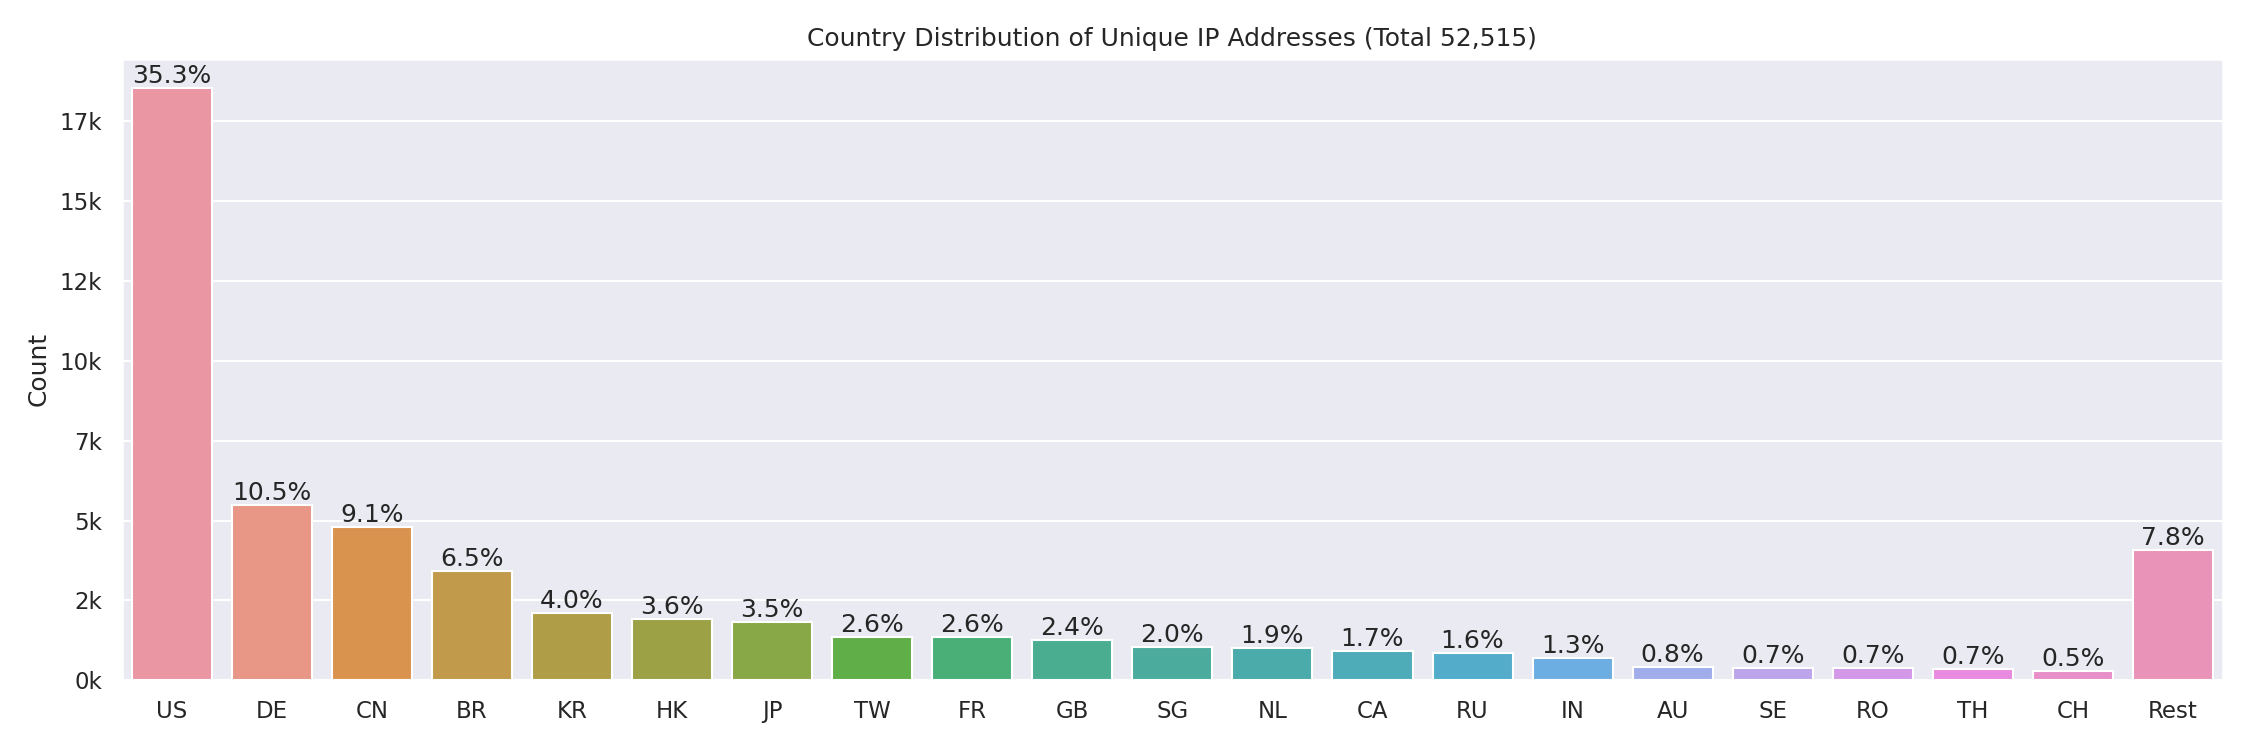 Country Distribution of Unique IP Addresses (Total 52,515)
Count
17k
15k
12k
10k
7k
5k
2k
0k
35.3%
10.5%
9.1%
6.5%
4.0%
3.6%
3.5%
2.6%
2.6%
2.4%
2.0%
1.9%
1.7%
1.6%
1.3%
0.8%
0.7%
0.7%
0.7%
0.5%
7.8%
US DE CN BR KR HK JP TW FR GB SG NL CA RU IN AU SE RO TH CH Rest